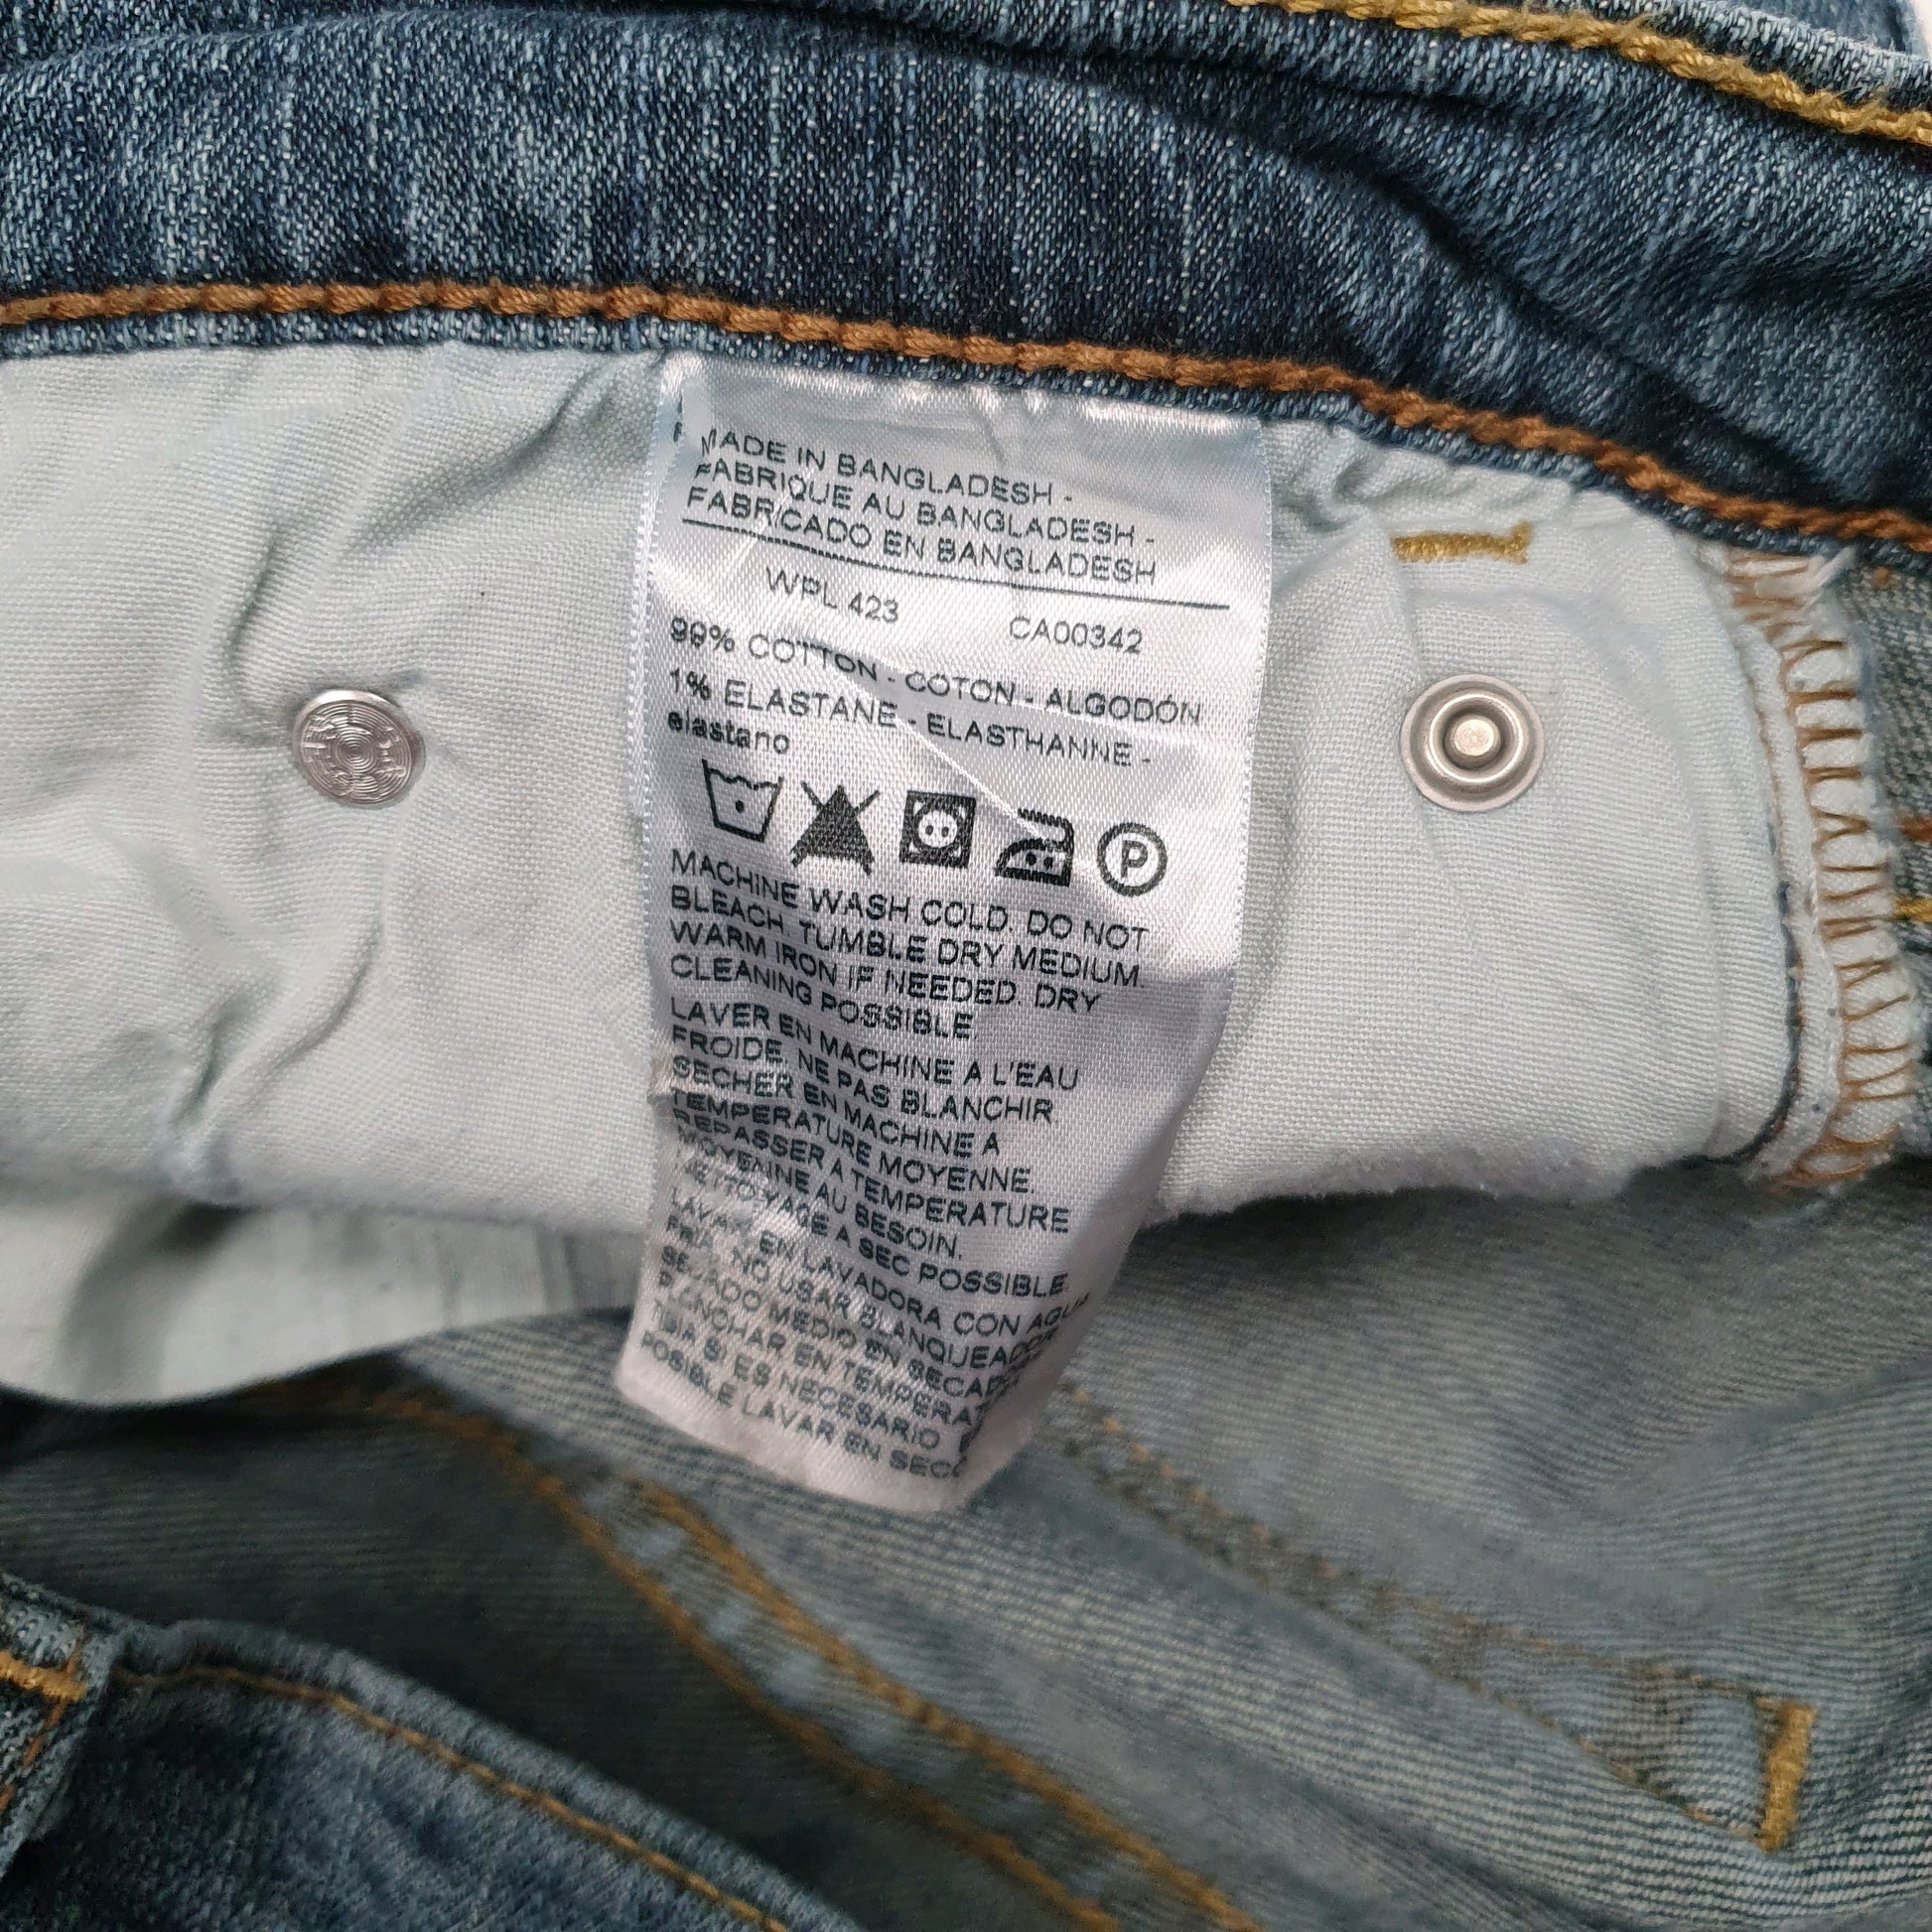 MADE IN BANGLADESH -
FABRIQUE AU BANGLADESH -
FABRICADO EN BANGLADESH
WPL 423 CA00342
99% COTTON - COTON - ALGODÓN
1% ELASTANE - ELASTHANNE -
elastano
P
MACHINE WASH COLD. DO NOT
BLEACH. TUMBLE DRY MEDIUM.
WARM IRON IF NEEDED. DRY
CLEANING POSSIBLE
LAVER EN MACHINE A L'EAU
FROIDE. NE PAS BLANCHIR.
SECHER EN MACHINE A
TEMPERATURE MOYENNE.
REPASSER A TEMPERATURE
MOYENNE AU BESOIN.
NETTOYAGE A SEC POSSIBLE.
LAVAR EN LAVADORA CON AGUA
FRIA. NO USAR BLANQUEADOR
MEDIO EN
PLANCHAR EN
TIBIA SI ES NECESARIO.
POSIBLE LAVAR EN SECO